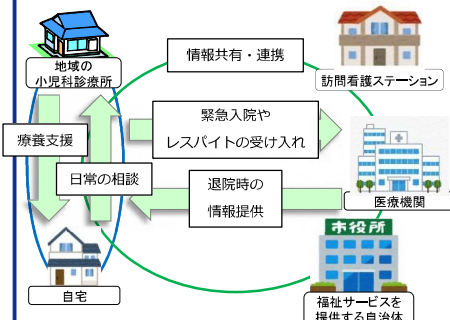 地域の
小児科診療所
情報共有・連携
訪問看護ステーション
療養支援
緊急入院や
レスパイトの受け入れ
日常の相談
退院時の
情報提供
医療機関
市役所
自宅
福祉サービスを
提供する自治体